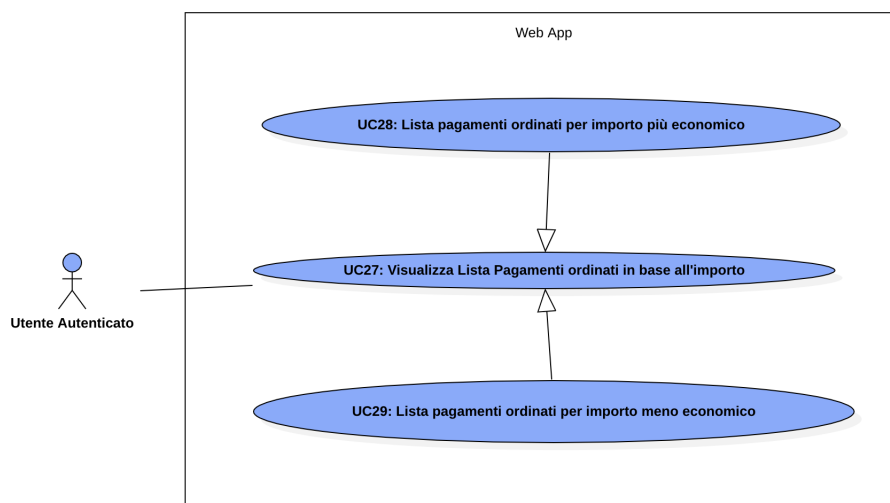 Web App
UC28: Lista pagamenti ordinati per importo più economico
UC27: Visualizza Lista Pagamenti ordinati in base all'importo
Utente Autenticato
UC29: Lista pagamenti ordinati per importo meno economico